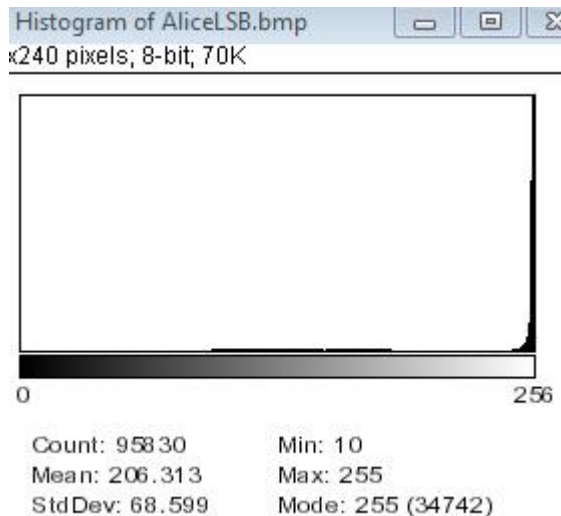 Histogram of AliceLSB.bmp
x240 pixels; 8-bit; 70K
0 256
Count: 95830 Min: 10
Mean: 206.313 Max: 255
StdDev: 68.599 Mode: 255 (34742)